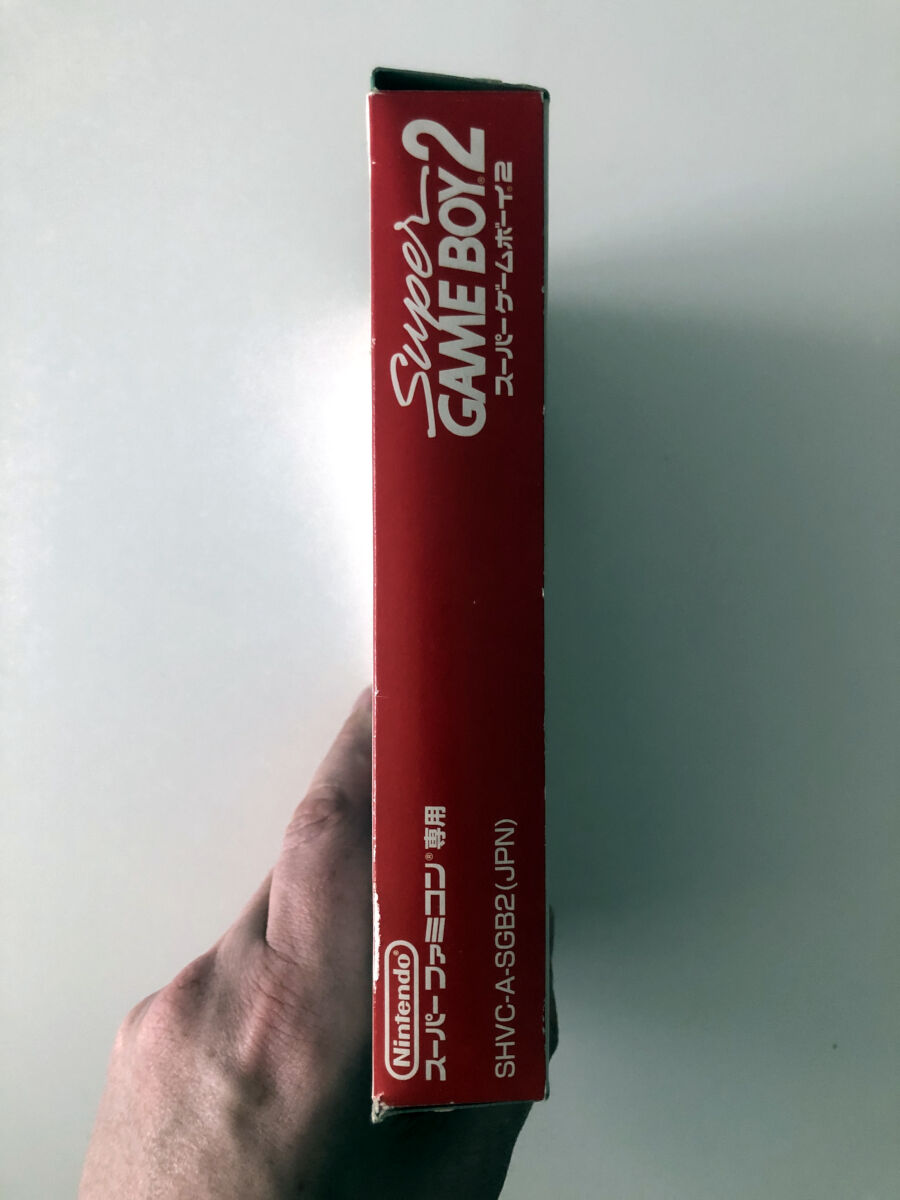 Super
GAME BOY®2
スーパーゲームボーイ®2
Nintendo®
スーパーファミコン®専用
SHVC-A-SGB2(JPN)